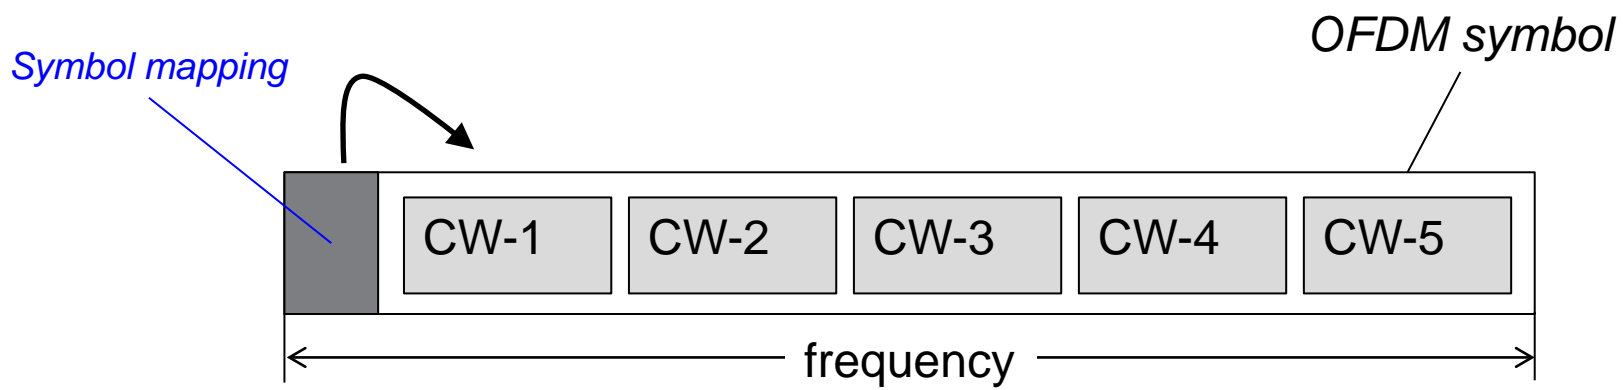 OFDM symbol
Symbol mapping
CW-1 CW-2 CW-3 CW-4 CW-5
frequency